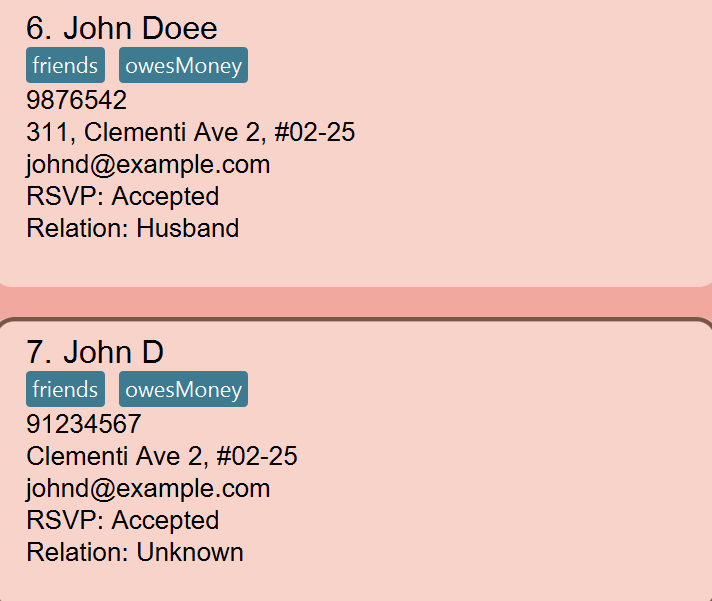 6. John Doee
friends owesMoney
9876542
311, Clementi Ave 2, #02-25
johnd@example.com
RSVP: Accepted
Relation: Husband
7. John D
friends owesMoney
91234567
Clementi Ave 2, #02-25
johnd@example.com
RSVP: Accepted
Relation: Unknown